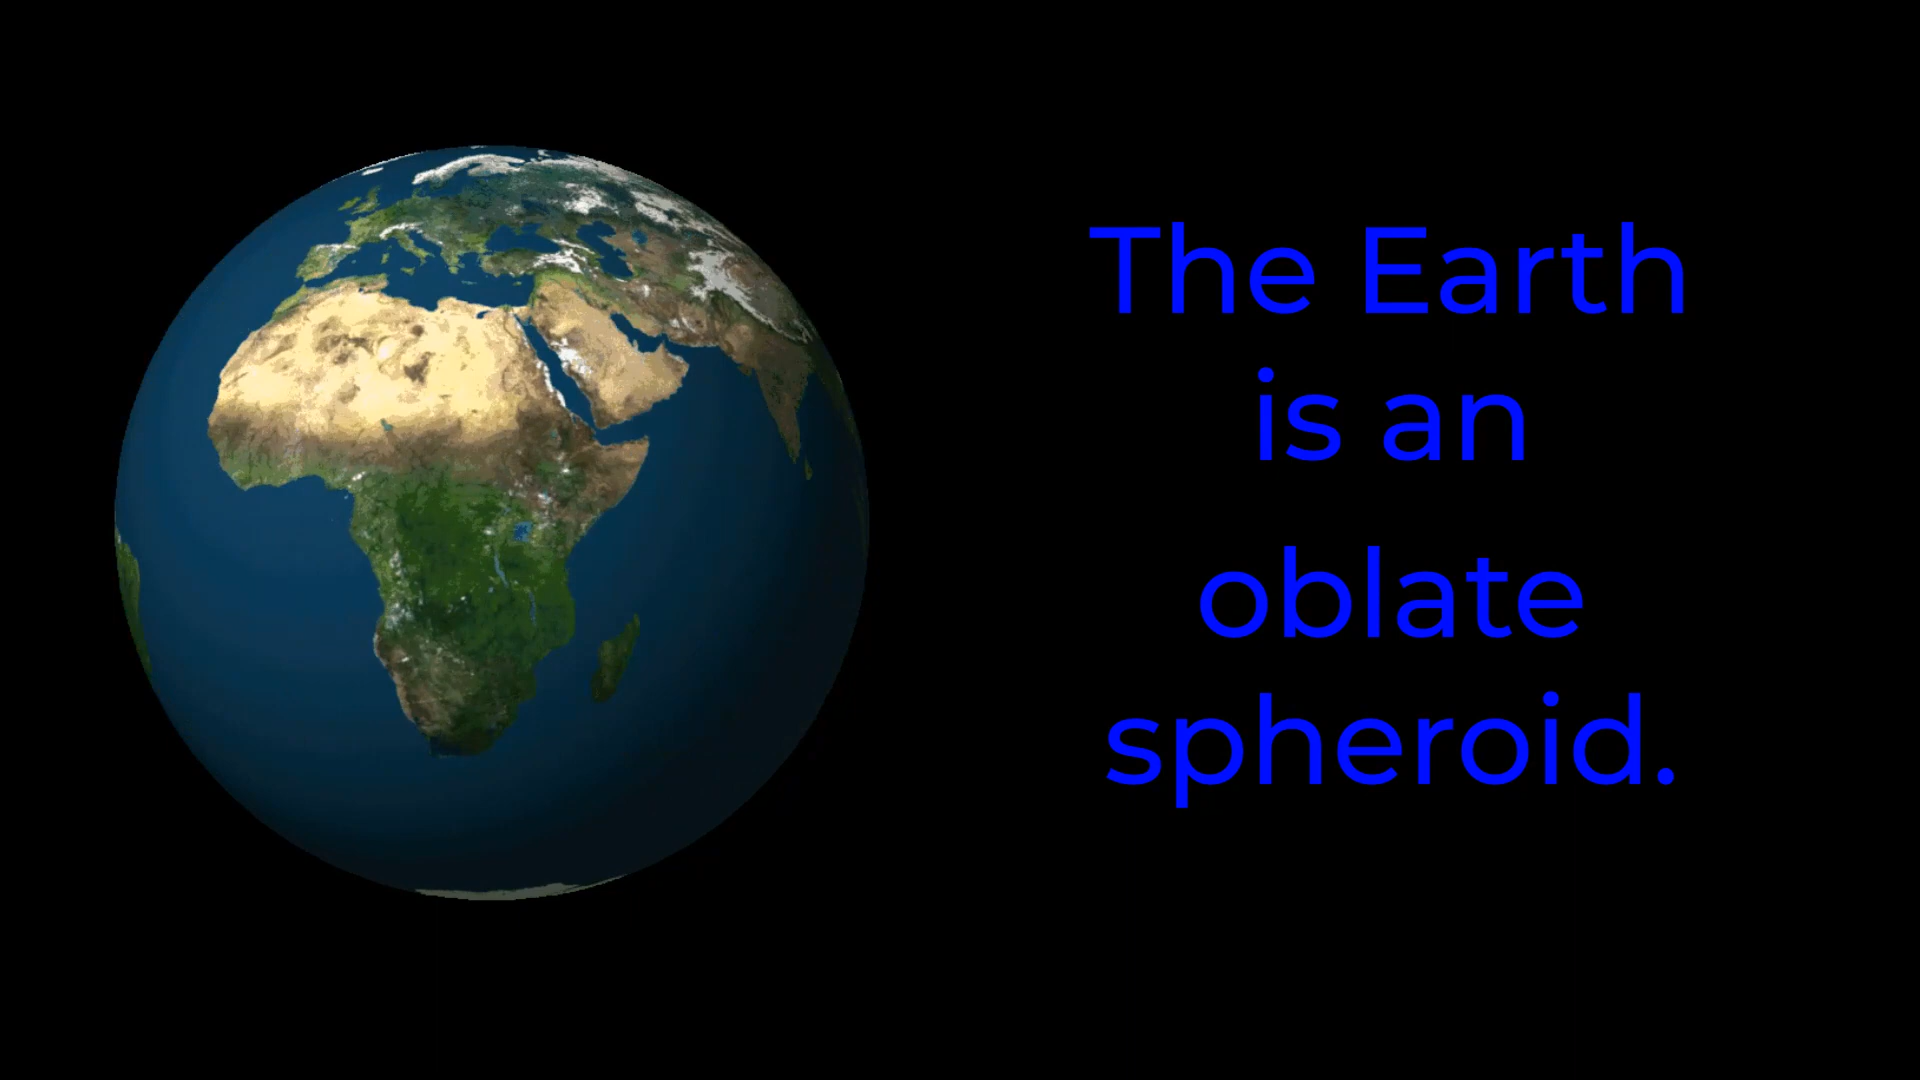 The Earth
is an
oblate
spheroid.